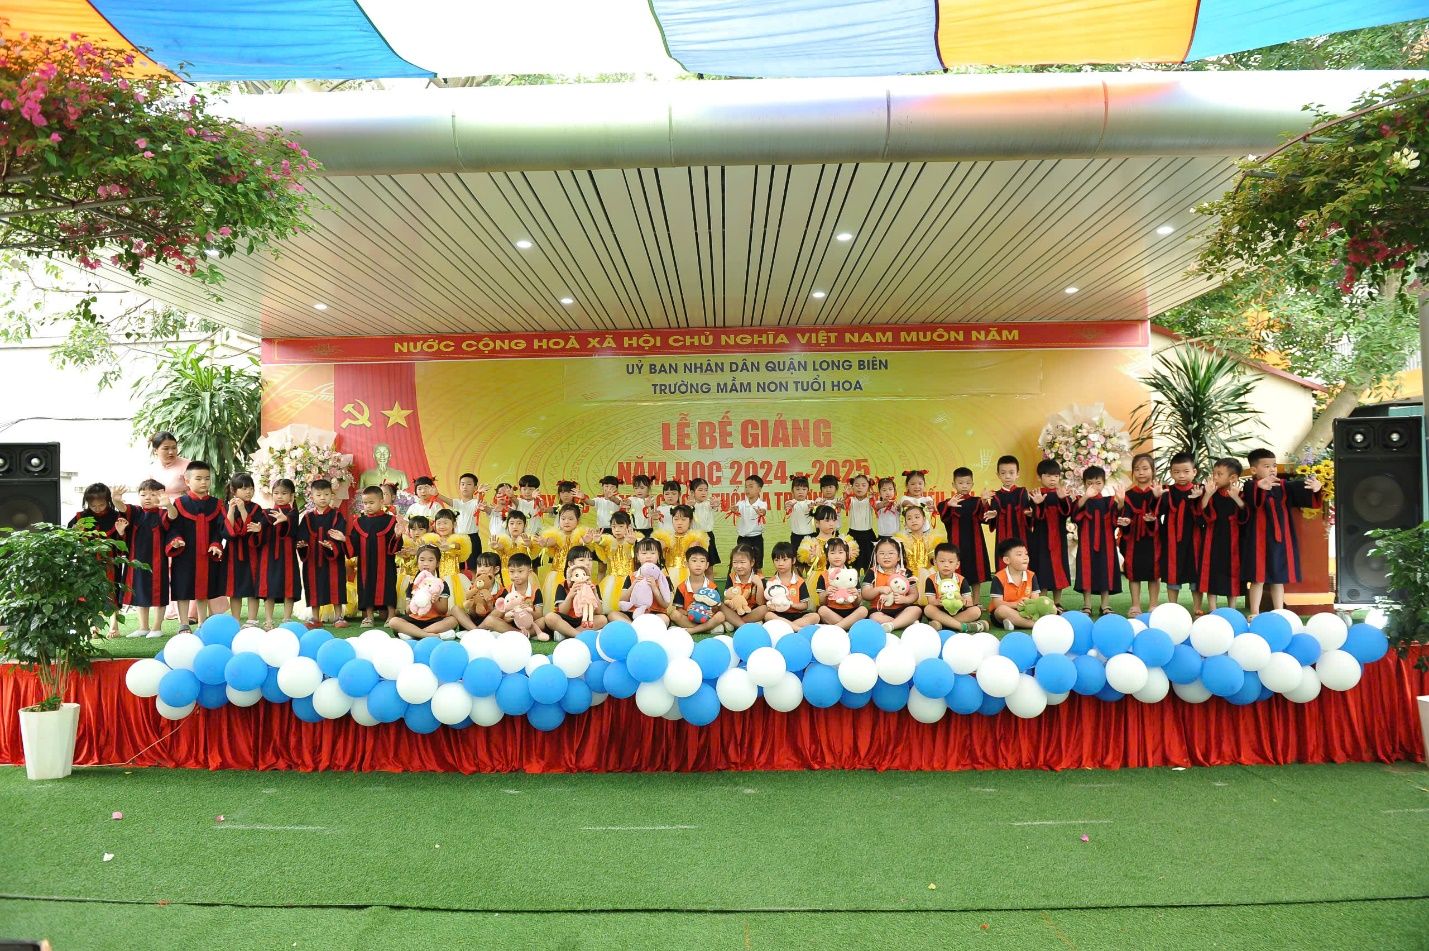 NƯỚC CỘNG HOÀ XÃ HỘI CHỦ NGHĨA VIỆT NAM MUÔN NĂM
UỶ BAN NHÂN DÂN QUẬN LONG BIÊN
TRƯỜNG MẦM NON TUỔI HOA
LỄ BẾ GIẢNG
NĂM HỌC 2024 - 2025